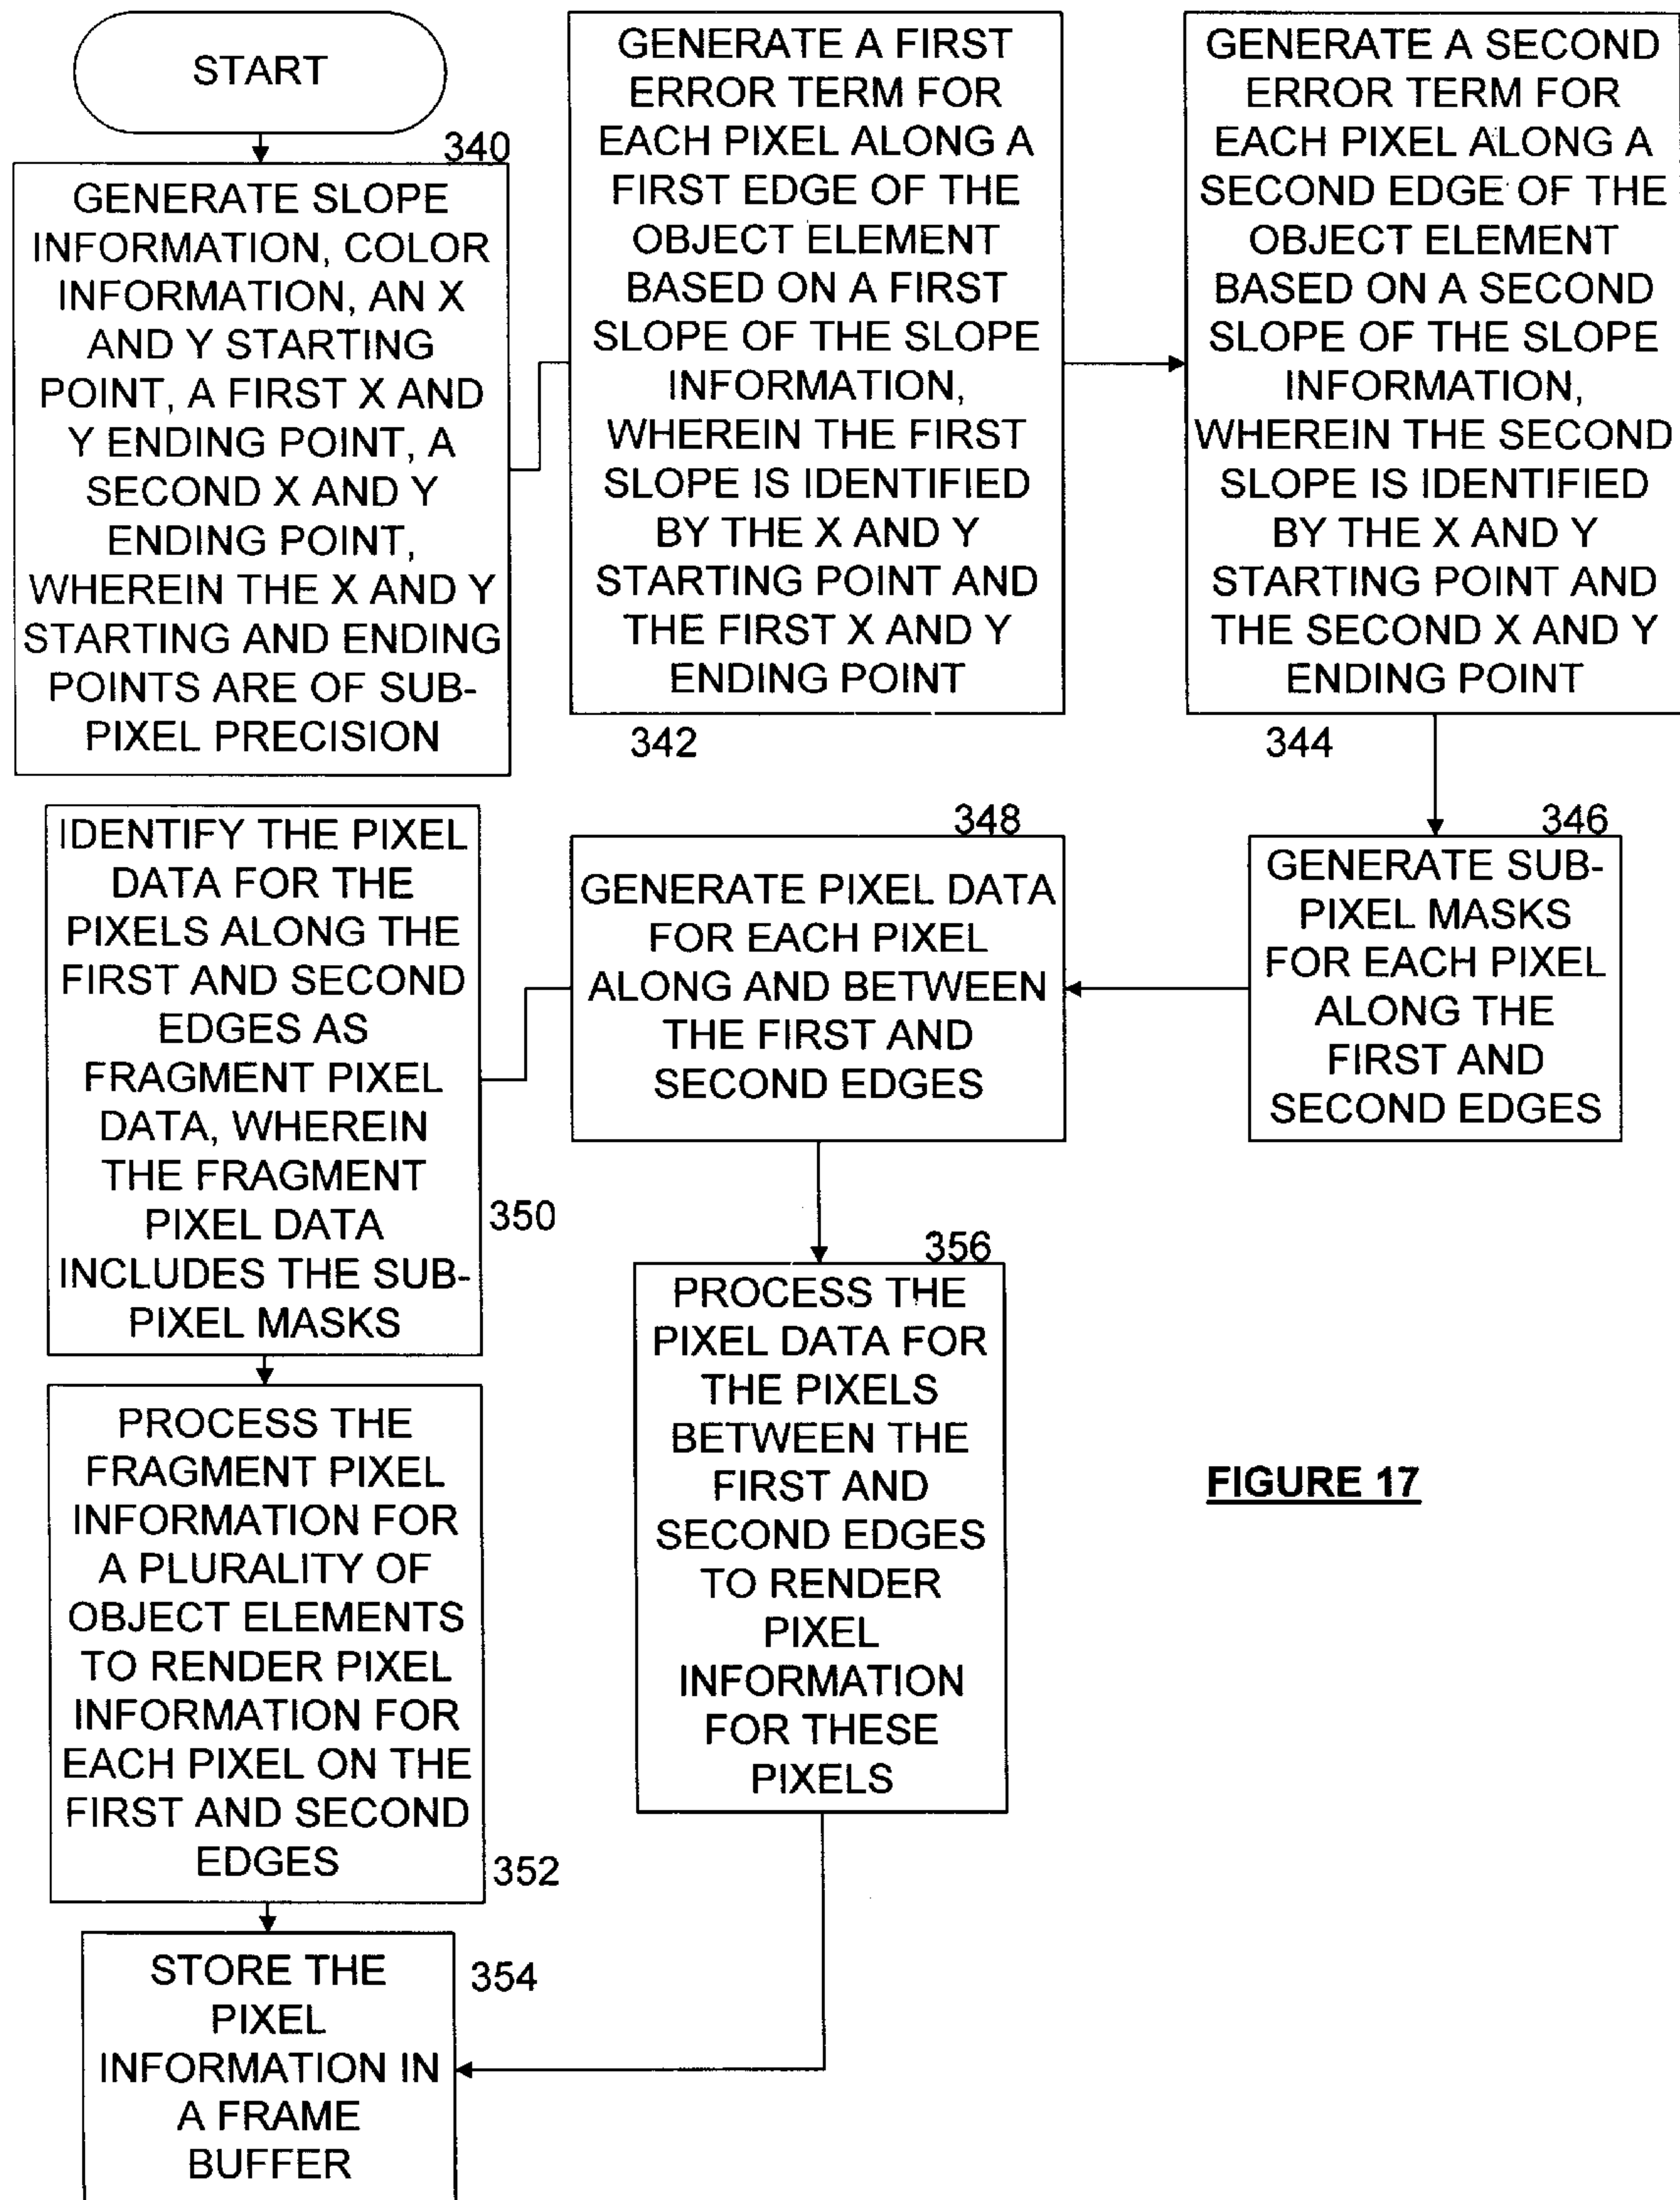 START
340
GENERATE SLOPE
INFORMATION, COLOR
INFORMATION, AN X
AND Y STARTING
POINT, A FIRST X AND
Y ENDING POINT, A
SECOND X AND Y
ENDING POINT,
WHEREIN THE X AND Y
STARTING AND ENDING
POINTS ARE OF SUB-
PIXEL PRECISION
GENERATE A FIRST
ERROR TERM FOR
EACH PIXEL ALONG A
FIRST EDGE OF THE
OBJECT ELEMENT
BASED ON A FIRST
SLOPE OF THE SLOPE
INFORMATION,
WHEREIN THE FIRST
SLOPE IS IDENTIFIED
BY THE X AND Y
STARTING POINT AND
THE FIRST X AND Y
ENDING POINT
342
GENERATE A SECOND
ERROR TERM FOR
EACH PIXEL ALONG A
SECOND EDGE OF THE
OBJECT ELEMENT
BASED ON A SECOND
SLOPE OF THE SLOPE
INFORMATION,
WHEREIN THE SECOND
SLOPE IS IDENTIFIED
BY THE X AND Y
STARTING POINT AND
THE SECOND X AND Y
ENDING POINT
344
346
GENERATE SUB-
PIXEL MASKS
FOR EACH PIXEL
ALONG THE
FIRST AND
SECOND EDGES
348
GENERATE PIXEL DATA
FOR EACH PIXEL
ALONG AND BETWEEN
THE FIRST AND
SECOND EDGES
IDENTIFY THE PIXEL
DATA FOR THE
PIXELS ALONG THE
FIRST AND SECOND
EDGES AS
FRAGMENT PIXEL
DATA, WHEREIN
THE FRAGMENT
PIXEL DATA
INCLUDES THE SUB-
PIXEL MASKS
350
PROCESS THE
FRAGMENT PIXEL
INFORMATION FOR
A PLURALITY OF
OBJECT ELEMENTS
TO RENDER PIXEL
INFORMATION FOR
EACH PIXEL ON THE
FIRST AND SECOND
EDGES
352
356
PROCESS THE
PIXEL DATA FOR
THE PIXELS
BETWEEN THE
FIRST AND
SECOND EDGES
TO RENDER
PIXEL
INFORMATION
FOR THESE
PIXELS
STORE THE
PIXEL
INFORMATION IN
A FRAME
BUFFER
354
FIGURE 17